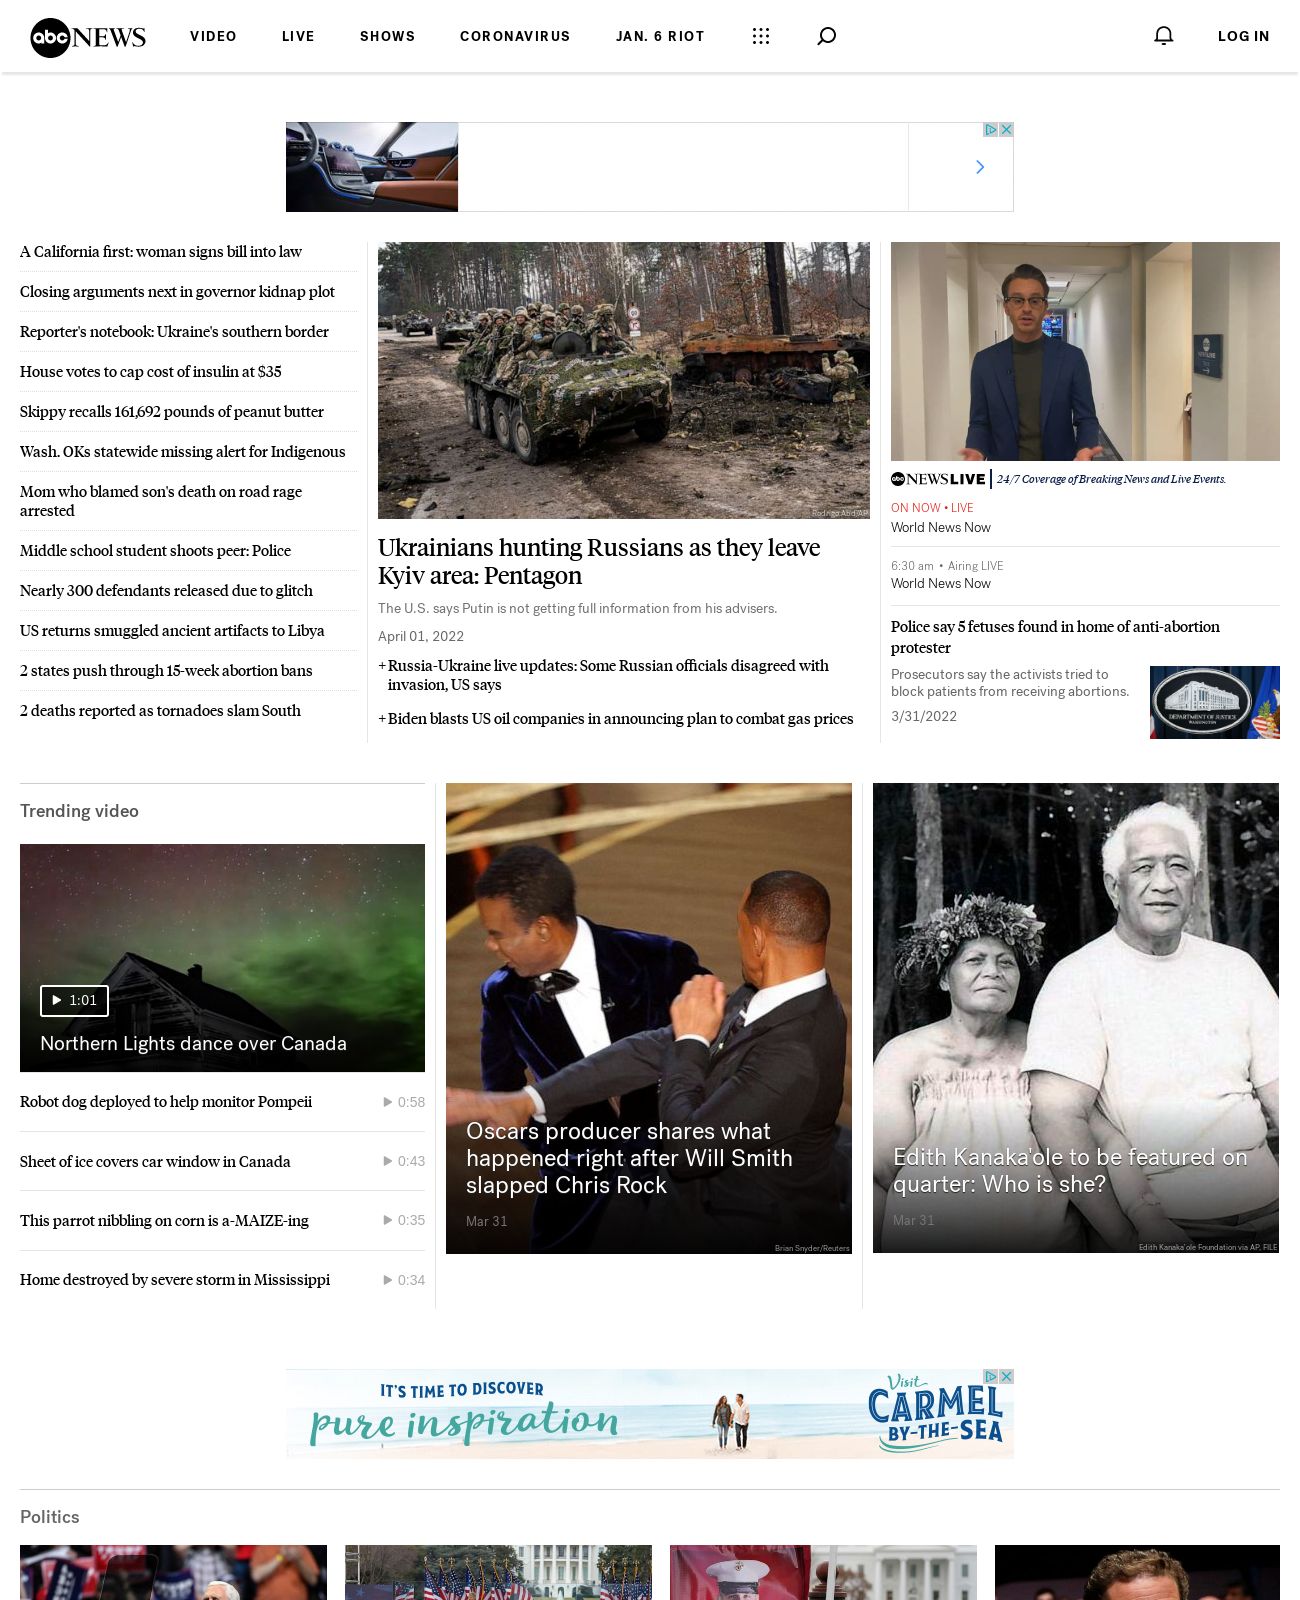 abc NEWS
VIDEO
LIVE
SHOWS
CORONAVIRUS
JAN. 6 RIOT
LOG IN
A California first: woman signs bill into law
Closing arguments next in governor kidnap plot
Reporter's notebook: Ukraine's southern border
House votes to cap cost of insulin at $35
Skippy recalls 161,692 pounds of peanut butter
Wash. OKs statewide missing alert for Indigenous
Mom who blamed son's death on road rage
arrested
Middle school student shoots peer: Police
Nearly 300 defendants released due to glitch
US returns smuggled ancient artifacts to Libya
2 states push through 15-week abortion bans
2 deaths reported as tornadoes slam South
Rodrigo Abd/AP
Ukrainians hunting Russians as they leave
Kyiv area: Pentagon
The U.S. says Putin is not getting full information from his advisers.
April 01, 2022
+ Russia-Ukraine live updates: Some Russian officials disagreed with
invasion, US says
+ Biden blasts US oil companies in announcing plan to combat gas prices
abc NEWS LIVE
24/7 Coverage of Breaking News and Live Events.
ON NOW • LIVE
World News Now
6:30 am • Airing LIVE
World News Now
Police say 5 fetuses found in home of anti-abortion
protester
Prosecutors say the activists tried to
block patients from receiving abortions.
3/31/2022
DEPARTMENT OF JUSTICE
WASHINGTON
Trending video
1:01
Northern Lights dance over Canada
Robot dog deployed to help monitor Pompeii
0:58
Sheet of ice covers car window in Canada
0:43
This parrot nibbling on corn is a-MAIZE-ing
0:35
Home destroyed by severe storm in Mississippi
0:34
Oscars producer shares what
happened right after Will Smith
slapped Chris Rock
Mar 31
Brian Snyder/Reuters
Edith Kanaka'ole to be featured on
quarter: Who is she?
Mar 31
Edith Kanaka'ole Foundation via AP, FILE
IT'S TIME TO DISCOVER
pure inspiration
Visit
CARMEL
BY-THE-SEA
Politics